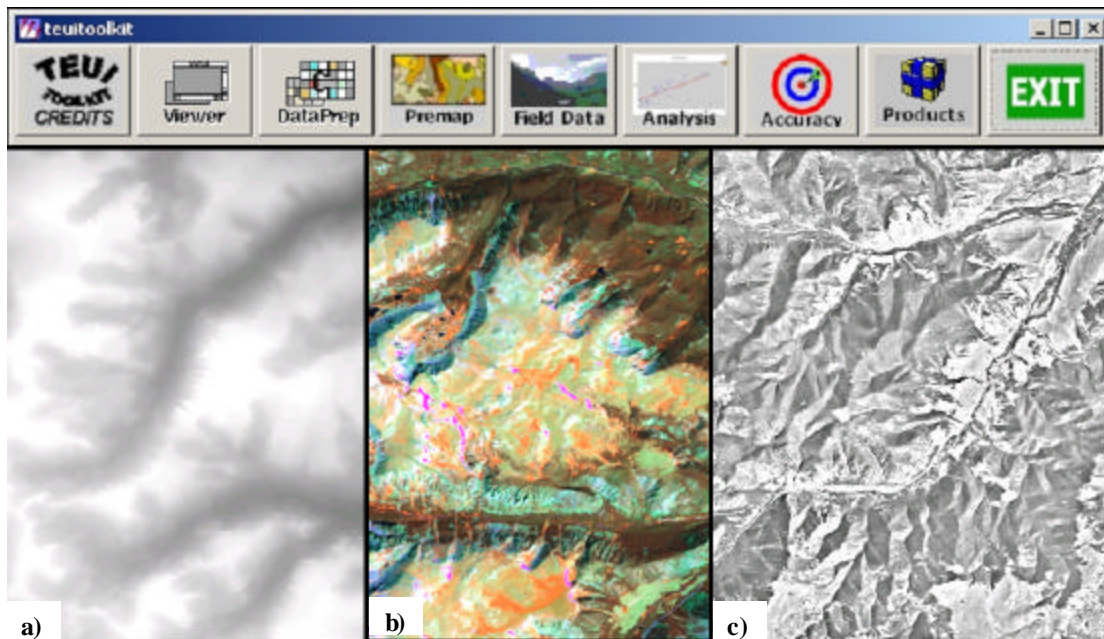 teuitoolkit
TEUI
TOOLKIT
CREDITS
Viewer
DataPrep
Premap
Field Data
Analysis
Accuracy
Products
EXIT
a)
b)
c)